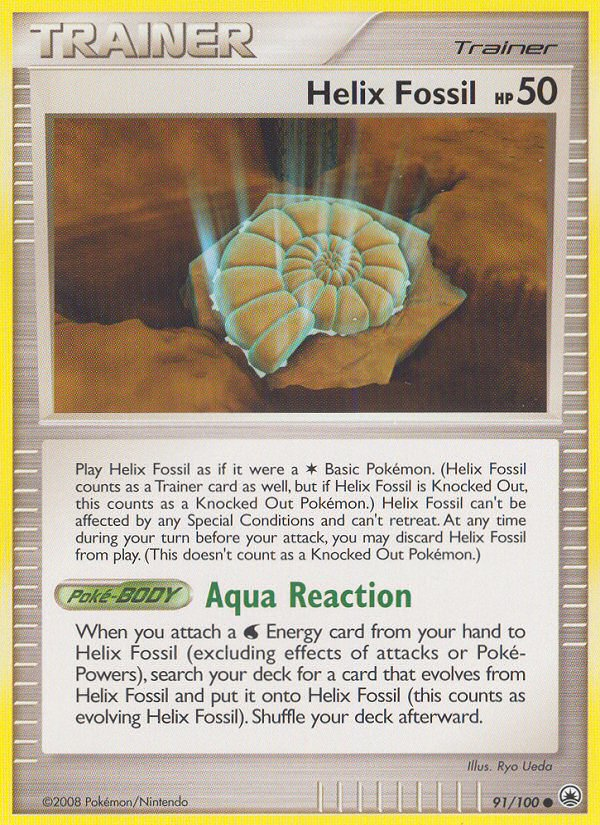 TRAINER
Trainer
Helix Fossil HP 50
Play Helix Fossil as if it were a ✶ Basic Pokémon. (Helix Fossil
counts as a Trainer card as well, but if Helix Fossil is Knocked Out,
this counts as a Knocked Out Pokémon.) Helix Fossil can't be
affected by any Special Conditions and can't retreat. At any time
during your turn before your attack, you may discard Helix Fossil
from play. (This doesn't count as a Knocked Out Pokémon.)
Poké-BODY Aqua Reaction
When you attach a Energy card from your hand to
Helix Fossil (excluding effects of attacks or Poké-
Powers), search your deck for a card that evolves from
Helix Fossil and put it onto Helix Fossil (this counts as
evolving Helix Fossil). Shuffle your deck afterward.
Illus. Ryo Ueda
©2008 Pokémon/Nintendo
91/100 ●